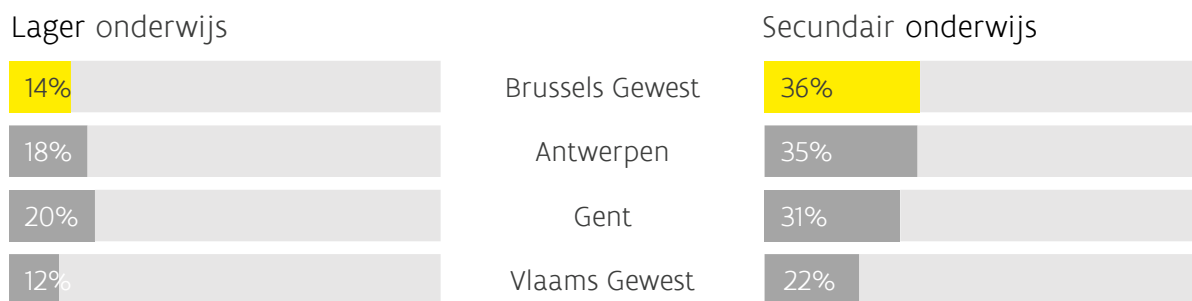 Lager onderwijs Secundair onderwijs
14% Brussels Gewest 36%
18% Antwerpen 35%
20% Gent 31%
12% Vlaams Gewest 22%